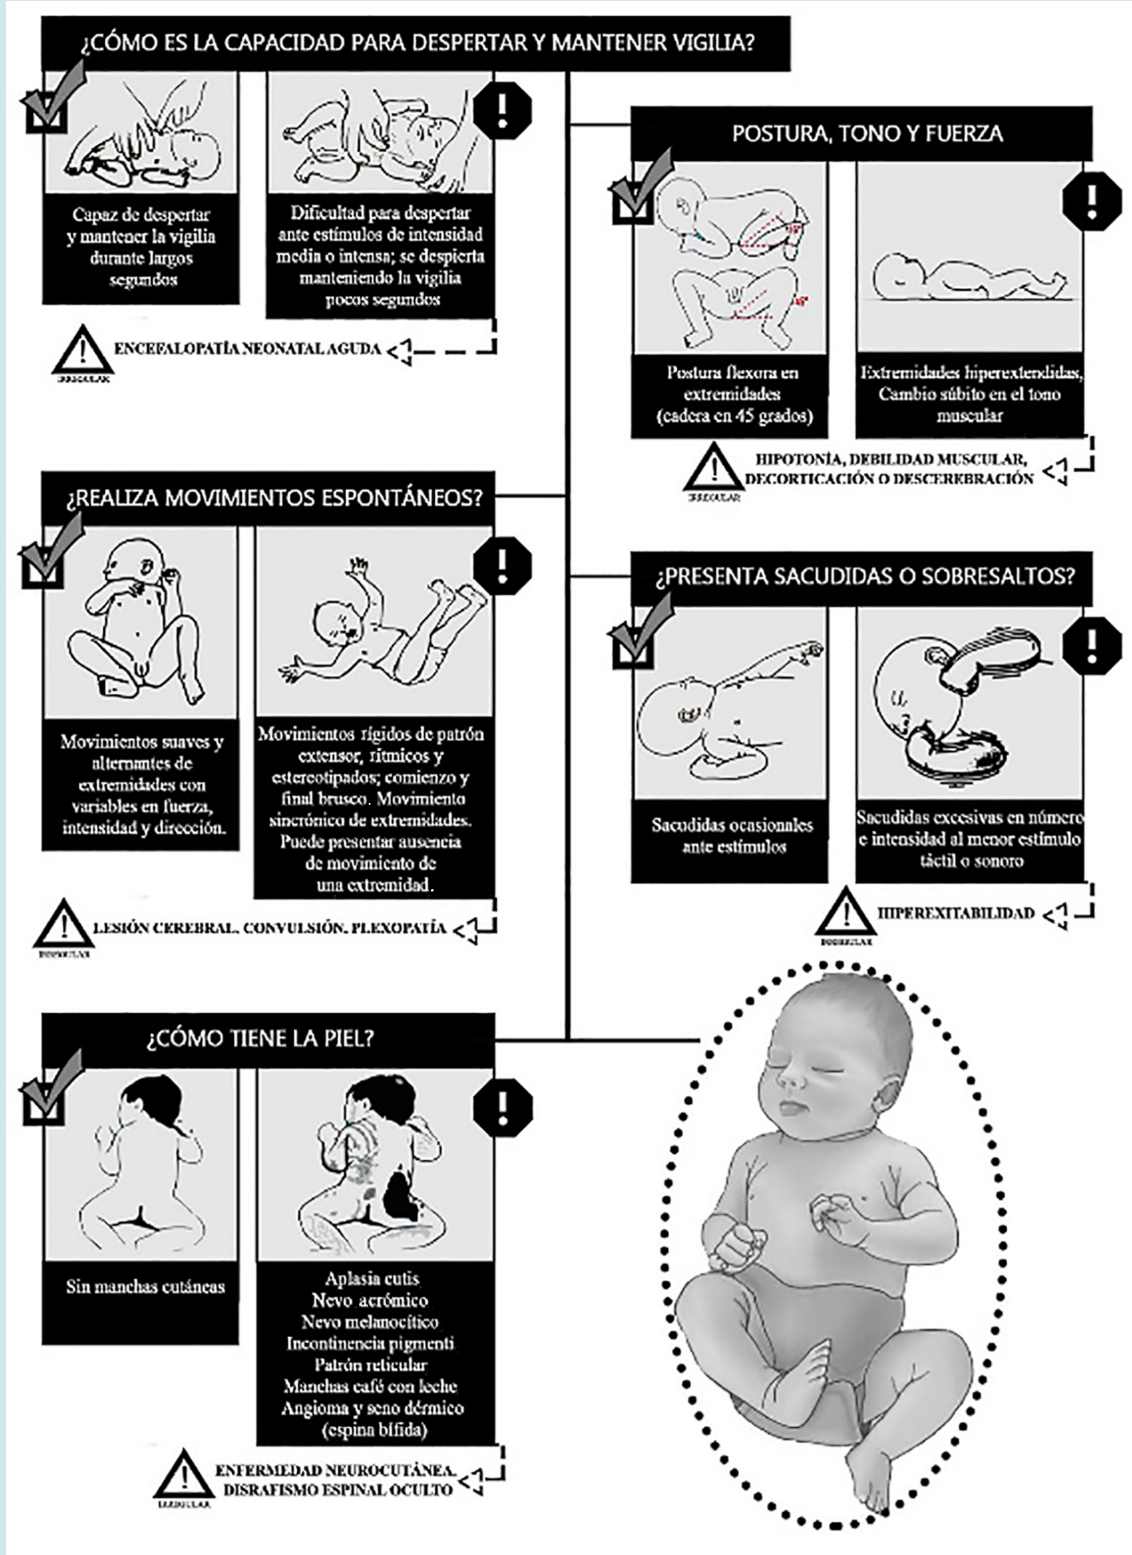 ¿CÓMO ES LA CAPACIDAD PARA DESPERTAR Y MANTENER VIGILIA?
Capaz de despertar
y mantener la vigilia
durante largos
segundos
Dificultad para despertar
ante estímulos de intensidad
media o intensa; se despierta
manteniendo la vigilia
pocos segundos
!
IRREGULAR
ENCEFALOPATÍA NEONATAL AGUDA
POSTURA, TONO Y FUERZA
!
45°
45°
Postura flexora en
extremidades
(cadera en 45 grados)
Extremidades hiperextendidas,
Cambio súbito en el tono
muscular
!
IRREGULAR
HIPOTONÍA, DEBILIDAD MUSCULAR,
DECORTICACIÓN O DESCEREBRACIÓN
!
¿REALIZA MOVIMIENTOS ESPONTÁNEOS?
Movimientos suaves y
alternantes de
extremidades con
variables en fuerza,
intensidad y dirección.
Movimientos rígidos de patrón
extensor, rítmicos y
estereotipados; comienzo y
final brusco. Movimiento
sincrónico de extremidades.
Puede presentar ausencia
de movimiento de
una extremidad.
!
IRREGULAR
LESIÓN CEREBRAL, CONVULSIÓN, PLEXOPATÍA
!
¿PRESENTA SACUDIDAS O SOBRESALTOS?
Sacudidas ocasionales
ante estímulos
Sacudidas excesivas en número
e intensidad al menor estímulo
táctil o sonoro
!
IRREGULAR
HIPEREXITABILIDAD
!
¿CÓMO TIENE LA PIEL?
Sin manchas cutáneas
Aplasia cutis
Nevo acrómico
Nevo melanocítico
Incontinencia pigmenti
Patrón reticular
Manchas café con leche
Angioma y seno dérmico
(espina bífida)
!
IRREGULAR
ENFERMEDAD NEUROCUTÁNEA,
DISRAFISMO ESPINAL OCULTO
!